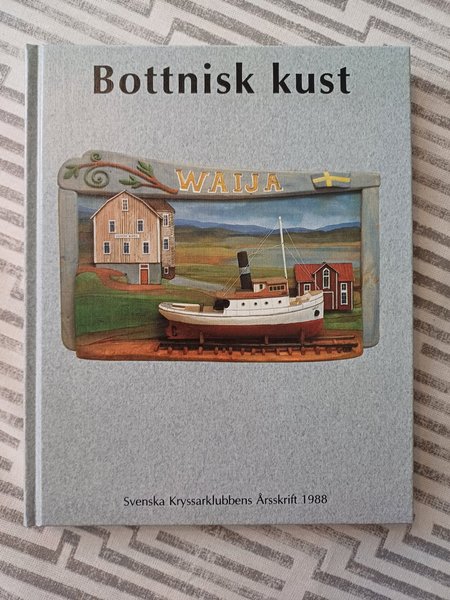 Bottnisk kust
WAIJA
Svenska Kryssarklubbens Årsskrift 1988